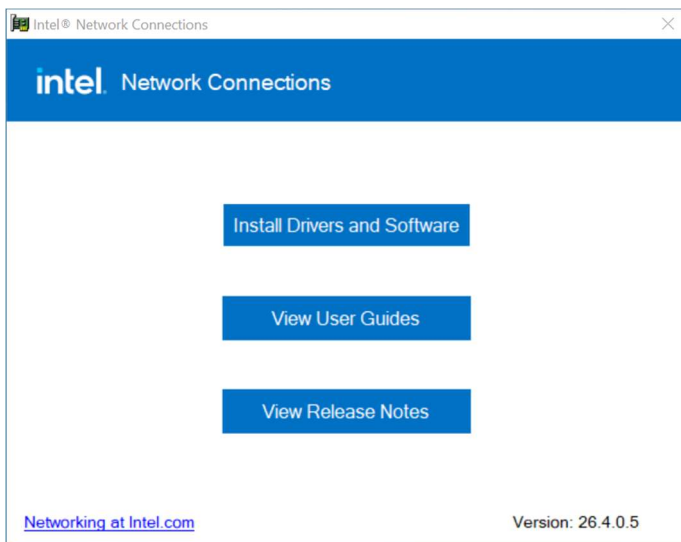 Intel® Network Connections
intel. Network Connections
Install Drivers and Software
View User Guides
View Release Notes
Networking at Intel.com Version: 26.4.0.5